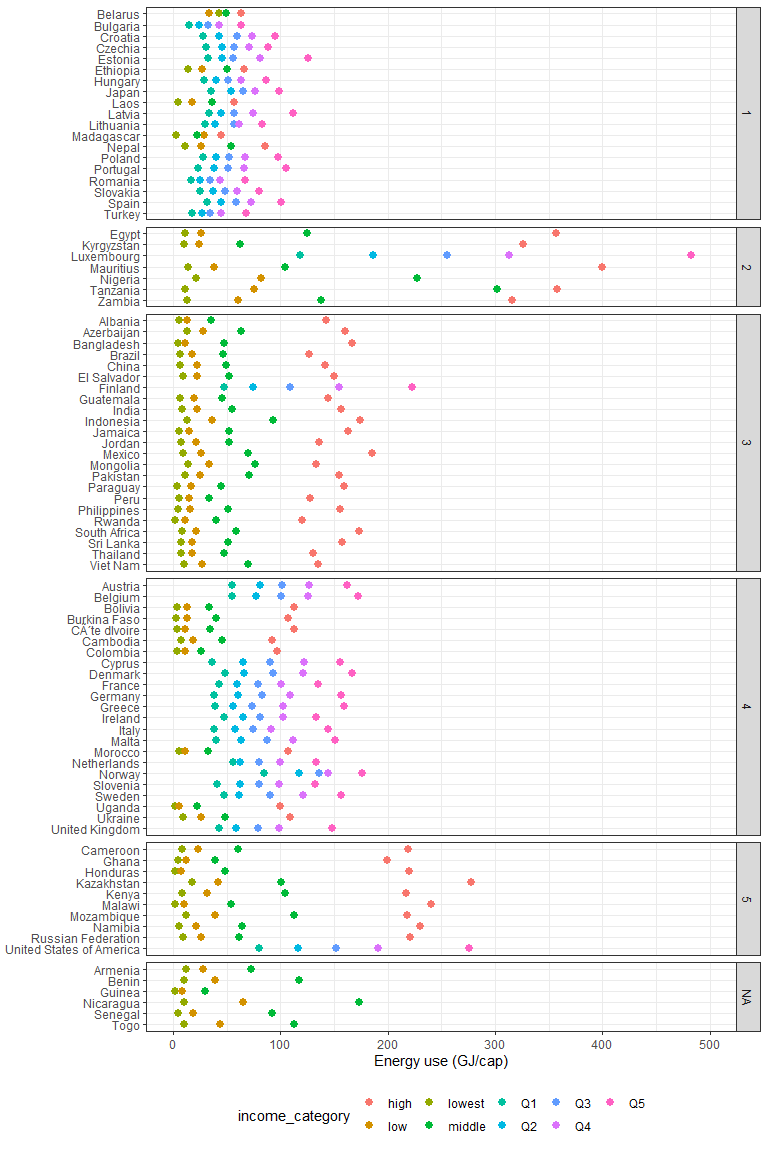 Belarus
Bulgaria
Croatia
Czechia
Estonia
Ethiopia
Hungary
Japan
Laos
Latvia
Lithuania
Madagascar
Nepal
Poland
Portugal
Romania
Slovakia
Spain
Turkey
1
Egypt
Kyrgyzstan
Luxembourg
Mauritius
Nigeria
Tanzania
Zambia
2
Albania
Azerbaijan
Bangladesh
Brazil
China
El Salvador
Finland
Guatemala
India
Indonesia
Jamaica
Jordan
Mexico
Mongolia
Pakistan
Paraguay
Peru
Philippines
Rwanda
South Africa
Sri Lanka
Thailand
Viet Nam
3
Austria
Belgium
Bolivia
Burkina Faso
CÃ´te dIvoire
Cambodia
Colombia
Cyprus
Denmark
France
Germany
Greece
Ireland
Italy
Malta
Morocco
Netherlands
Norway
Slovenia
Sweden
Uganda
Ukraine
United Kingdom
4
Cameroon
Ghana
Honduras
Kazakhstan
Kenya
Malawi
Mozambique
Namibia
Russian Federation
United States of America
5
Armenia
Benin
Guinea
Nicaragua
Senegal
Togo
NA
0 100 200 300 400 500
Energy use (GJ/cap)
income_category
high lowest Q1 Q3 Q5
low middle Q2 Q4